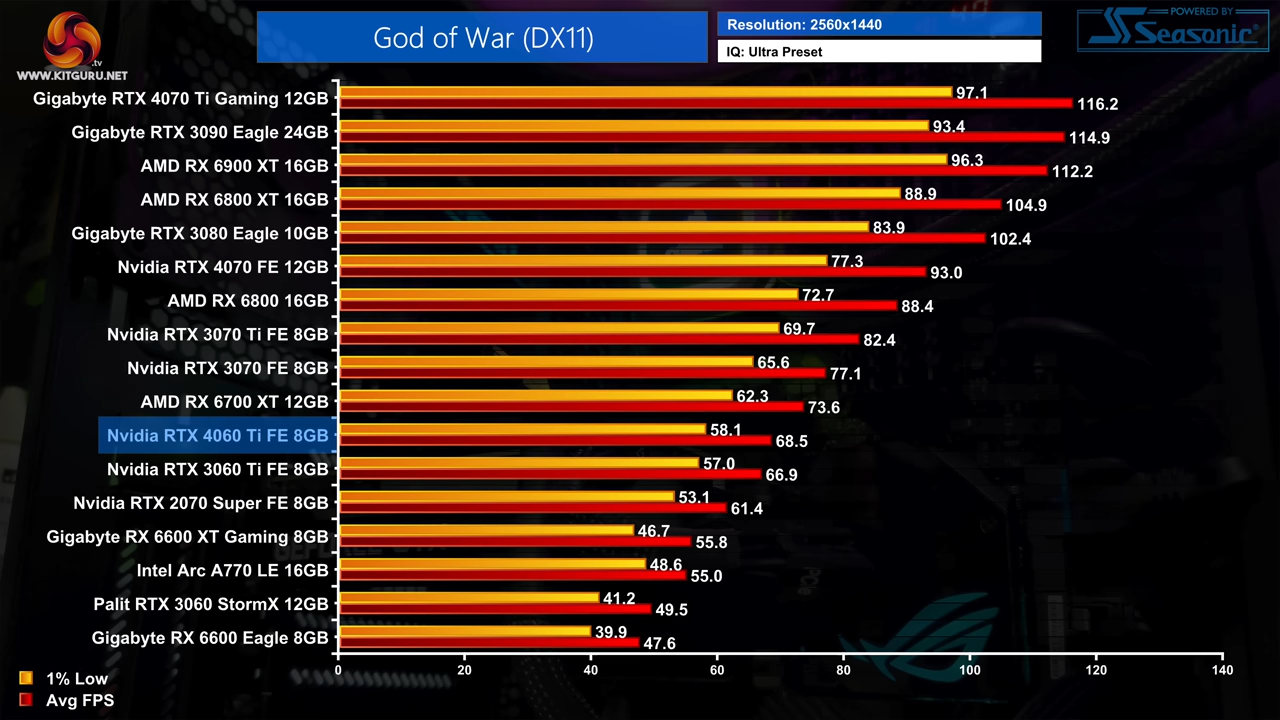 God of War (DX11)
Resolution: 2560x1440
IQ: Ultra Preset
POWERED BY
Seasonic
.tv
WWW.KITGURU.NET
Gigabyte RTX 4070 Ti Gaming 12GB 97.1 116.2
Gigabyte RTX 3090 Eagle 24GB 93.4 114.9
AMD RX 6900 XT 16GB 96.3 112.2
AMD RX 6800 XT 16GB 88.9 104.9
Gigabyte RTX 3080 Eagle 10GB 83.9 102.4
Nvidia RTX 4070 FE 12GB 77.3 93.0
AMD RX 6800 16GB 72.7 88.4
Nvidia RTX 3070 Ti FE 8GB 69.7 82.4
Nvidia RTX 3070 FE 8GB 65.6 77.1
AMD RX 6700 XT 12GB 62.3 73.6
Nvidia RTX 4060 Ti FE 8GB 58.1 68.5
Nvidia RTX 3060 Ti FE 8GB 57.0 66.9
Nvidia RTX 2070 Super FE 8GB 53.1 61.4
Gigabyte RX 6600 XT Gaming 8GB 46.7 55.8
Intel Arc A770 LE 16GB 48.6 55.0
Palit RTX 3060 StormX 12GB 41.2 49.5
Gigabyte RX 6600 Eagle 8GB 39.9 47.6
0 20 40 60 80 100 120 140
1% Low
Avg FPS